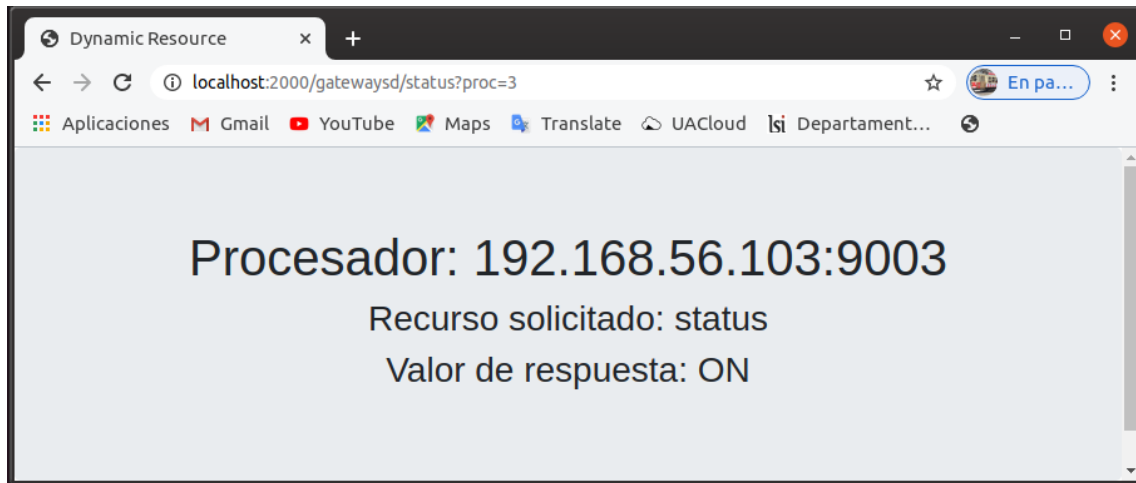 Dynamic Resource
localhost:2000/gatewaysd/status?proc=3
En pa...
Aplicaciones Gmail YouTube Maps Translate UACloud lsi Departament...
Procesador: 192.168.56.103:9003
Recurso solicitado: status
Valor de respuesta: ON